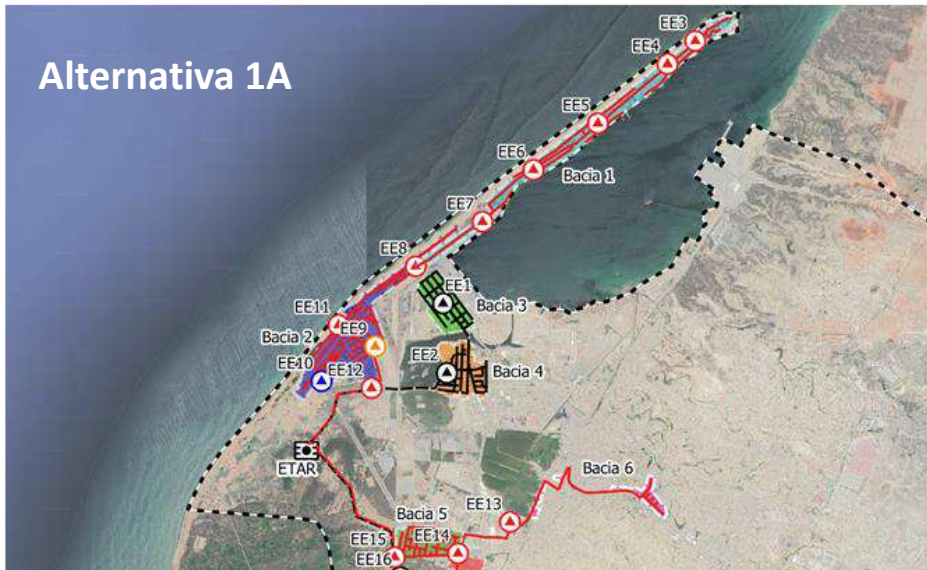 Alternativa 1A
EE3
EE4
EE5
EE6
Bacia 1
EE7
EE8
EE1
Bacia 3
EE11
Bacia 2
EE9
EE10
EE12
EE2
Bacia 4
ETAR
Bacia 6
EE13
Bacia 5
EE14
EE15
EE16